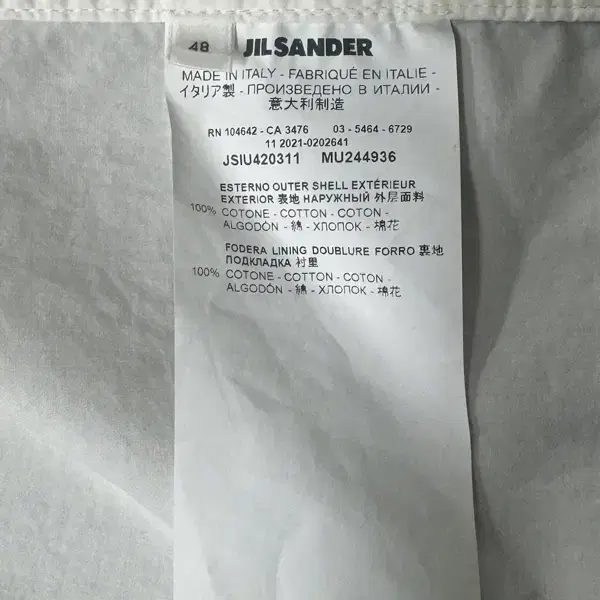 48
JIL SANDER
MADE IN ITALY - FABRIQUÉ EN ITALIE -
イタリア製 - ПРОИЗВЕДЕНО В ИТАЛИИ -
意大利制造
RN 104642 - CA 3476 03 - 5464 - 6729
11 2021-0202641
JSIU420311 MU244936
ESTERNO OUTER SHELL EXTÉRIEUR
EXTERIOR 表地 НАРУЖНЫЙ 外层面料
100% COTONE - COTTON - COTON -
ALGODÓN - 綿 - ХЛОПОК - 棉花
FODERA LINING DOUBLURE FORRO 裏地
ПОДКЛАДКА 衬里
100% COTONE - COTTON - COTON -
ALGODÓN - 綿 - ХЛОПОК - 棉花